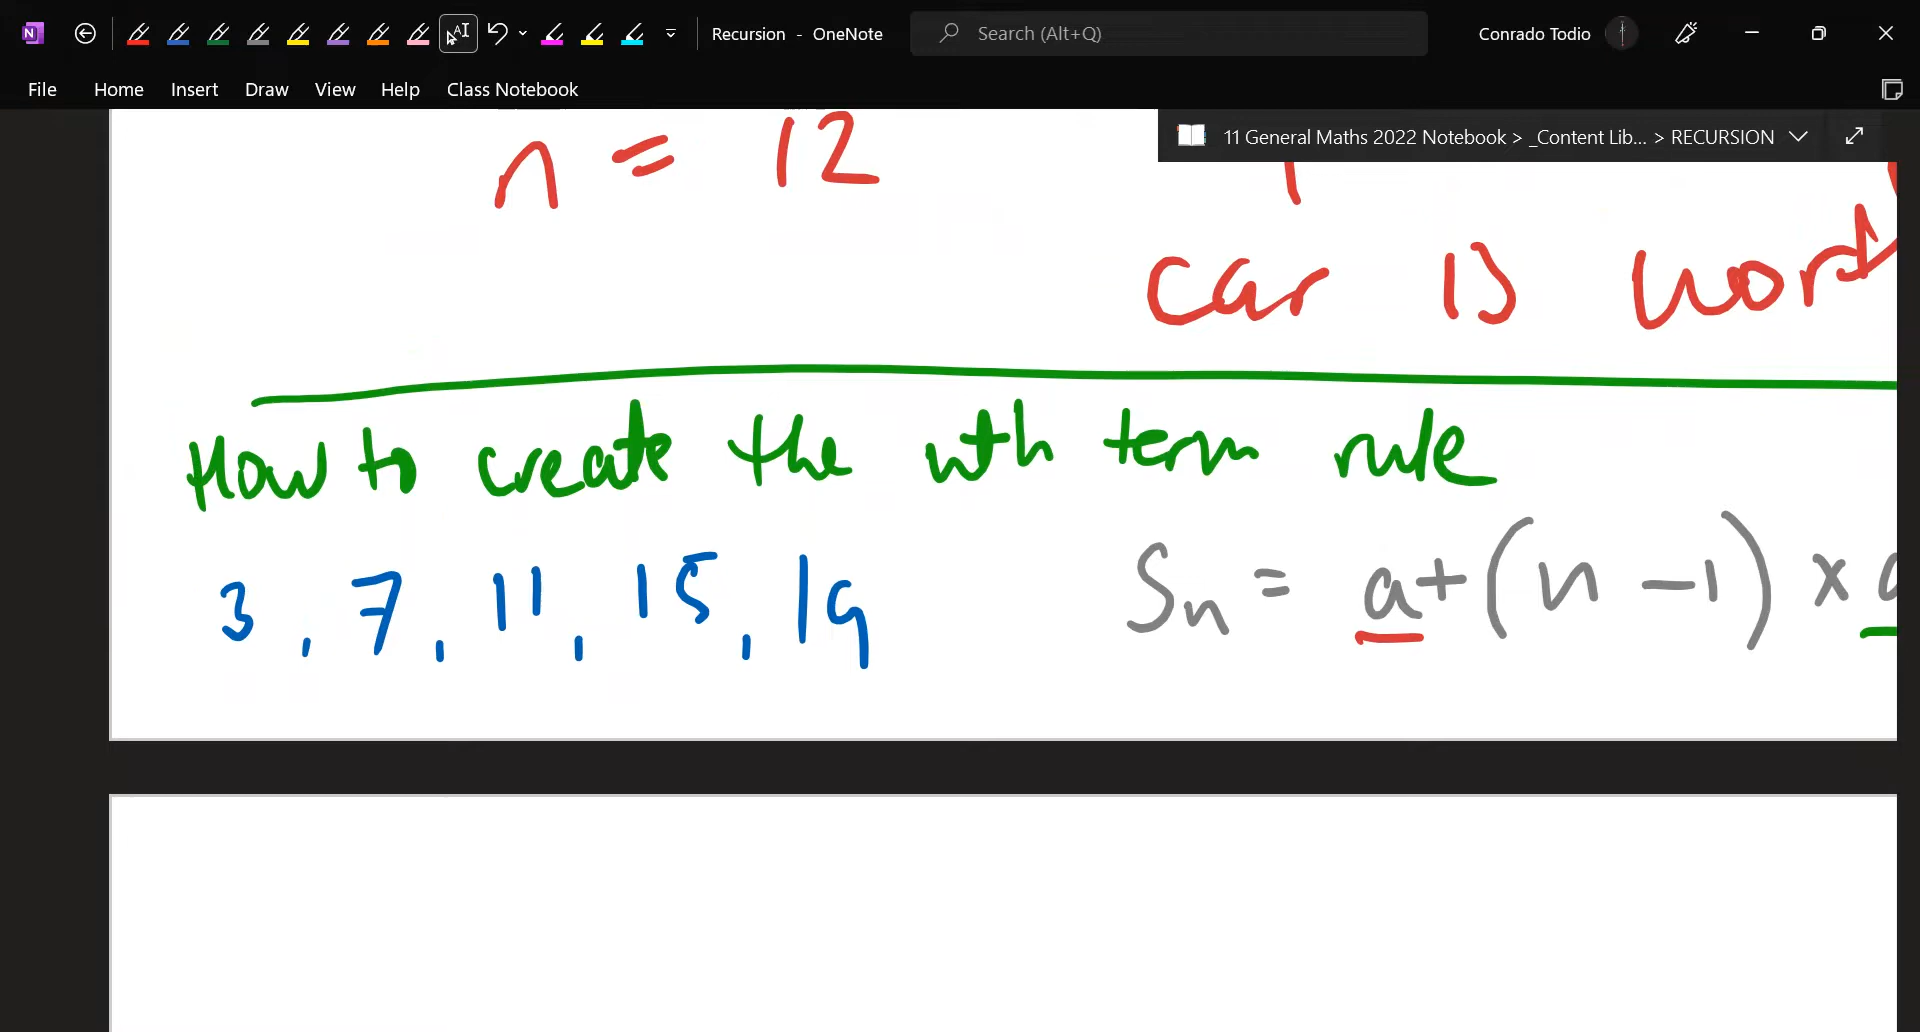 Recursion - OneNote
Search (Alt+Q)
Conrado Todio
File Home Insert Draw View Help Class Notebook
11 General Maths 2022 Notebook > _Content Lib... > RECURSION
n = 12
car is wort
How to create the nth term rule
3, 7, 11, 15, 19
Sn = a + (n - 1) ×